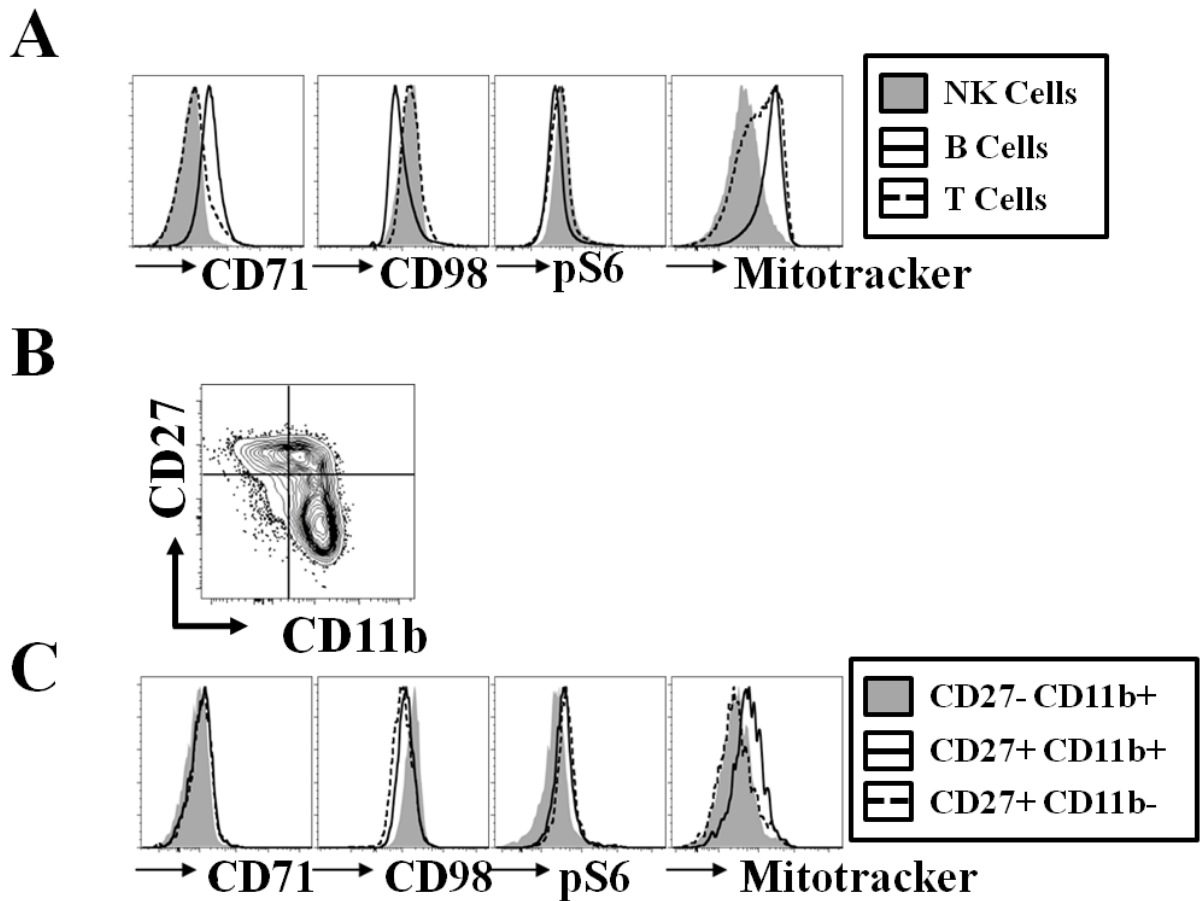 A
NK Cells
B Cells
T Cells
CD71 CD98 pS6 Mitotracker
B
CD27
CD11b
C
CD27- CD11b+
CD27+ CD11b+
CD27+ CD11b-
CD71 CD98 pS6 Mitotracker